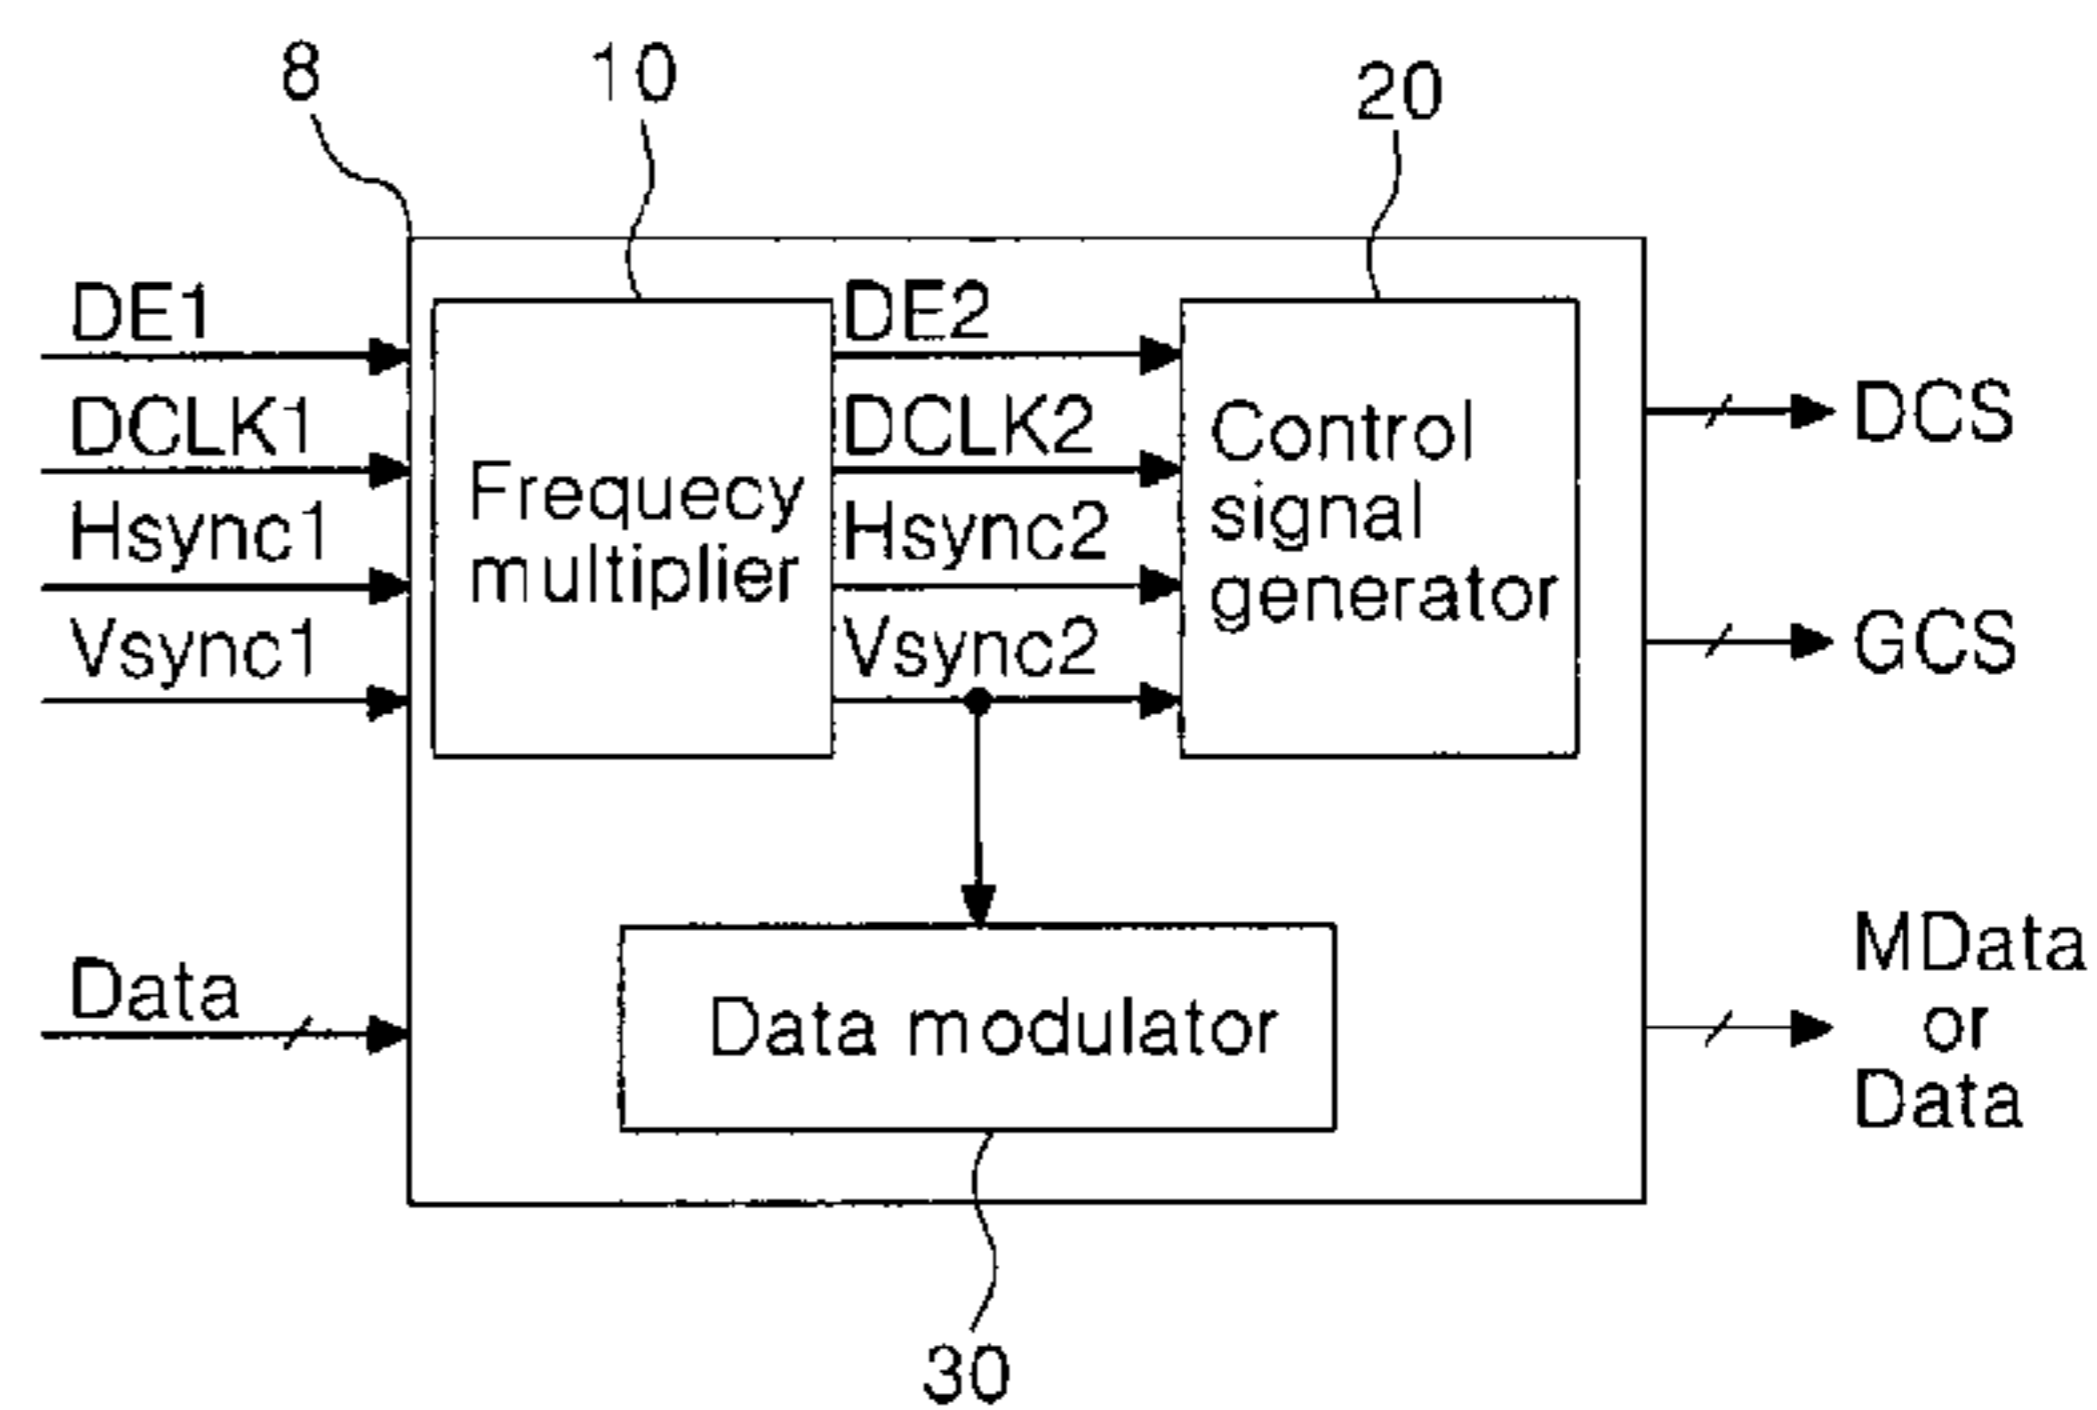 8
10
20
DE1
DCLK1
Hsync1
Vsync1
Data
Frequecy
multiplier
DE2
DCLK2
Hsync2
Vsync2
Control
signal
generator
DCS
GCS
Data modulator
MData
or
Data
30